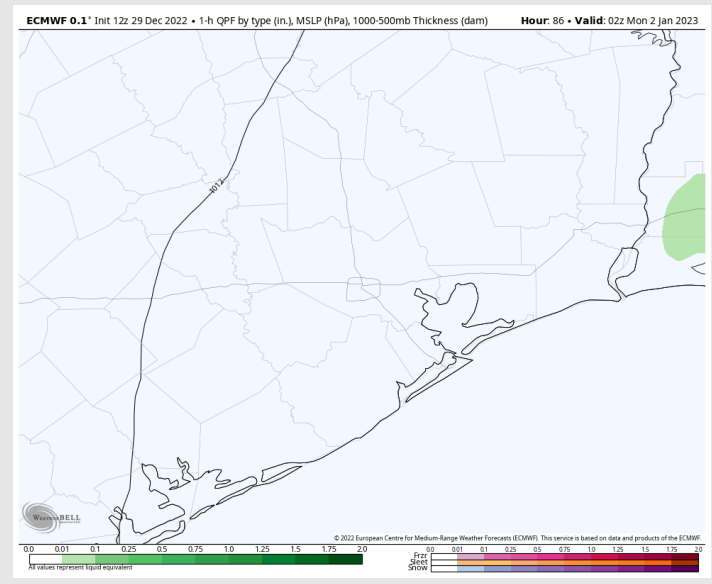 ECMWF 0.1° Init 12z 29 Dec 2022 • 1-h QPF by type (in.), MSLP (hPa), 1000-500mb Thickness (dam) Hour: 86 • Valid: 02z Mon 2 Jan 2023
1012
WeatherBELL
© 2022 European Centre for Medium-Range Weather Forecasts (ECMWF). This service is based on data and products of the ECMWF.
0.0 0.01 0.1 0.25 0.5 0.75 1.0 1.25 1.5 1.75 2.0
All values represent liquid equivalent
0.0 0.01 0.1 0.25 0.5 0.75 1.0 1.25 1.5 1.75 2.0
Frzr
Sleet
Snow